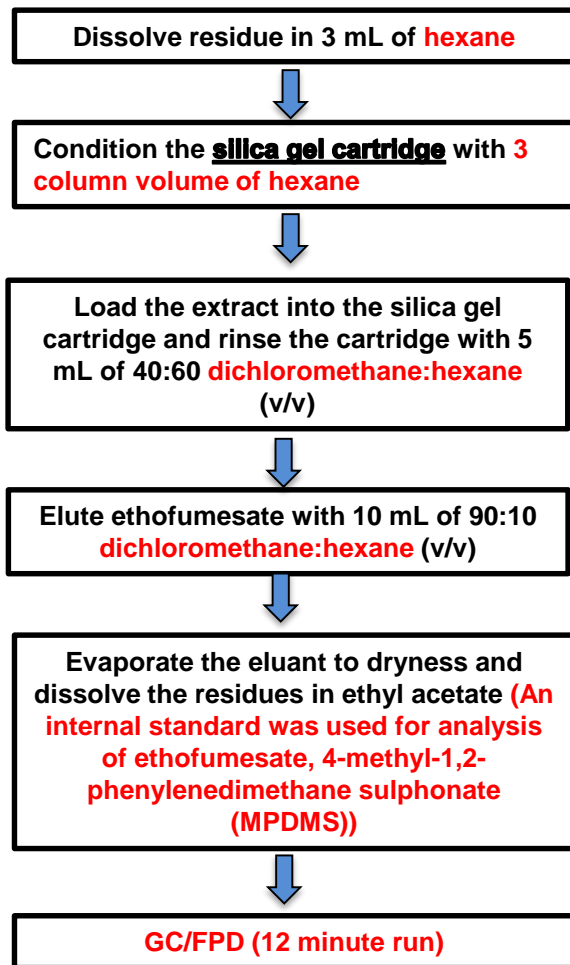 Dissolve residue in 3 mL of hexane
Condition the silica gel cartridge with 3
column volume of hexane
Load the extract into the silica gel
cartridge and rinse the cartridge with 5
mL of 40:60 dichloromethane:hexane
(v/v)
Elute ethofumesate with 10 mL of 90:10
dichloromethane:hexane (v/v)
Evaporate the eluant to dryness and
dissolve the residues in ethyl acetate (An
internal standard was used for analysis
of ethofumesate, 4-methyl-1,2-
phenylenedimethane sulphonate
(MPDMS))
GC/FPD (12 minute run)